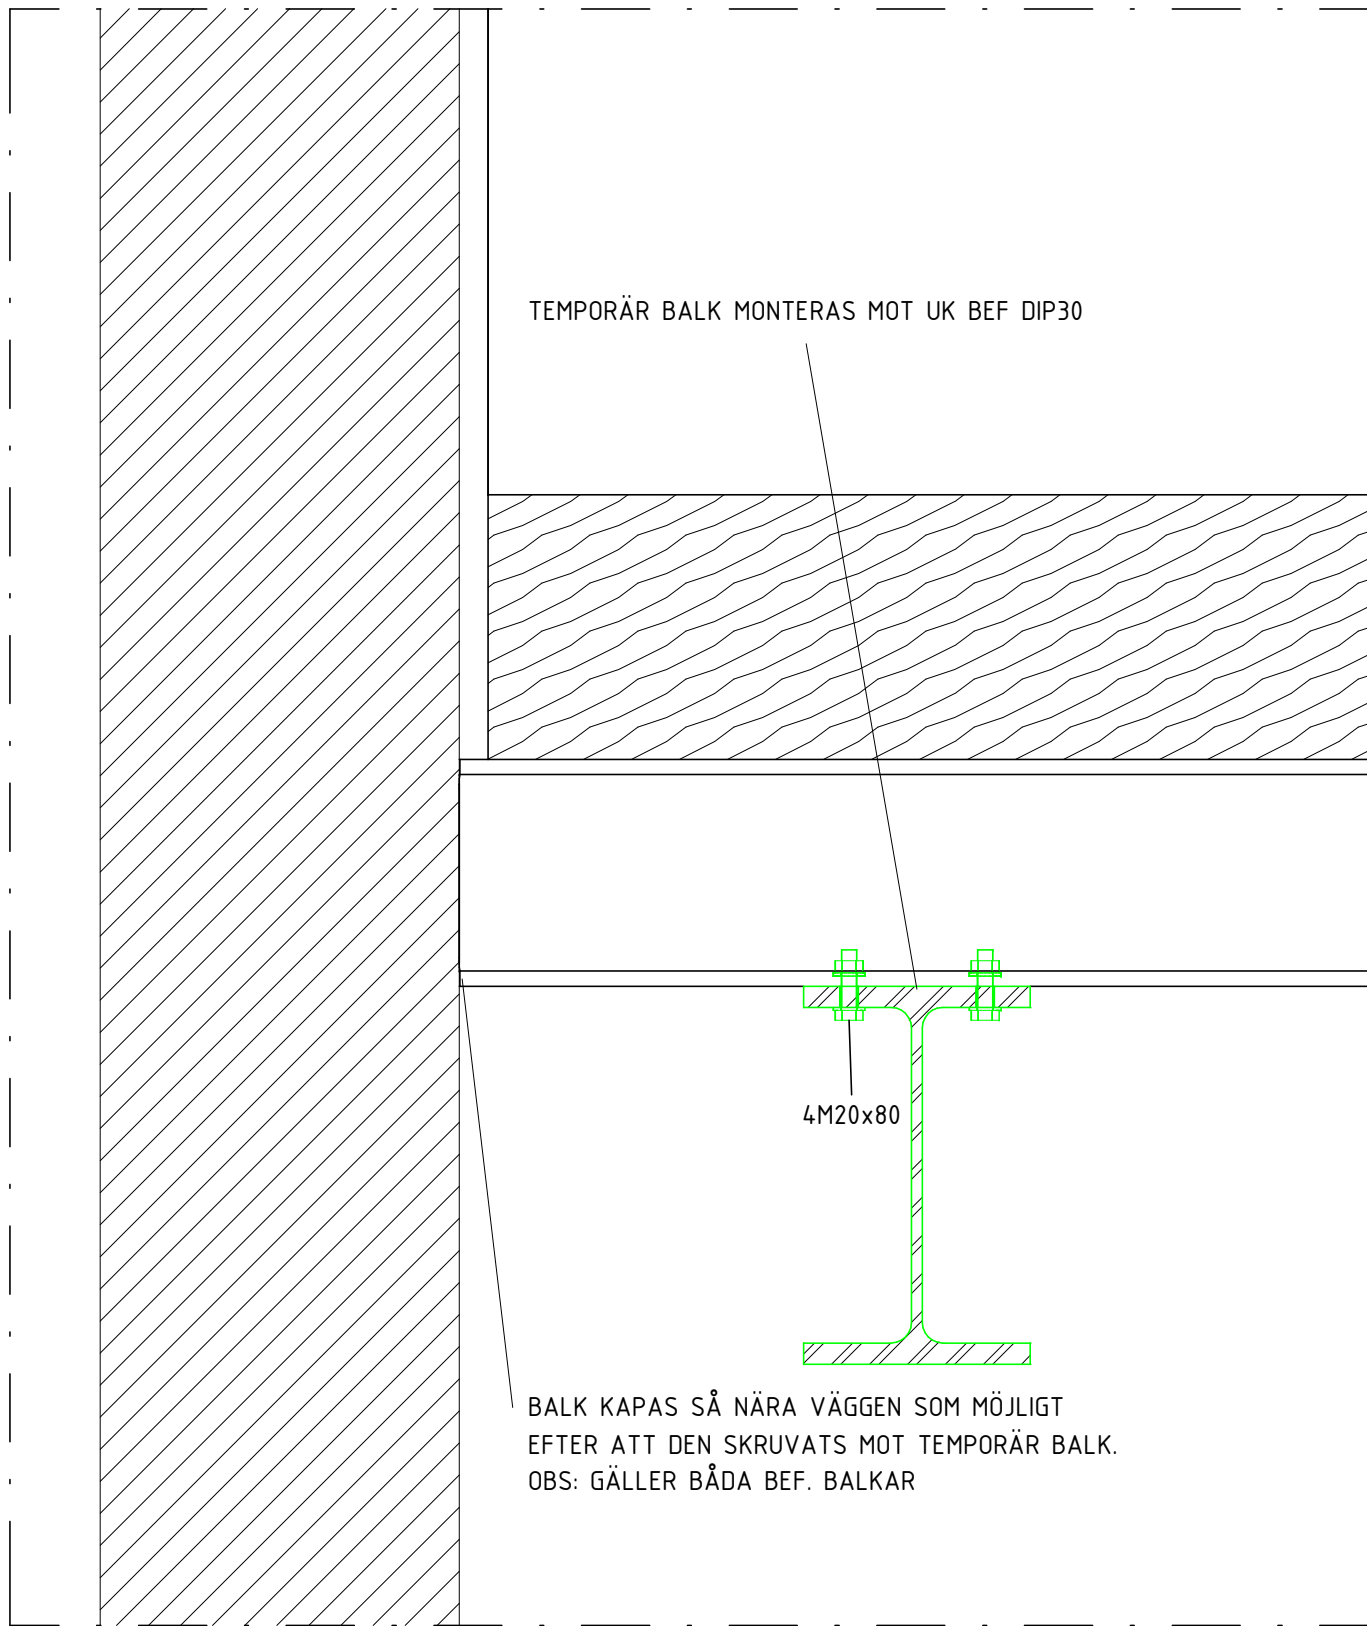 TEMPORÄR BALK MONTERAS MOT UK BEF DIP30
4M20x80
BALK KAPAS SÅ NÄRA VÄGGEN SOM MÖJLIGT
EFTER ATT DEN SKRUVATS MOT TEMPORÄR BALK.
OBS: GÄLLER BÅDA BEF. BALKAR